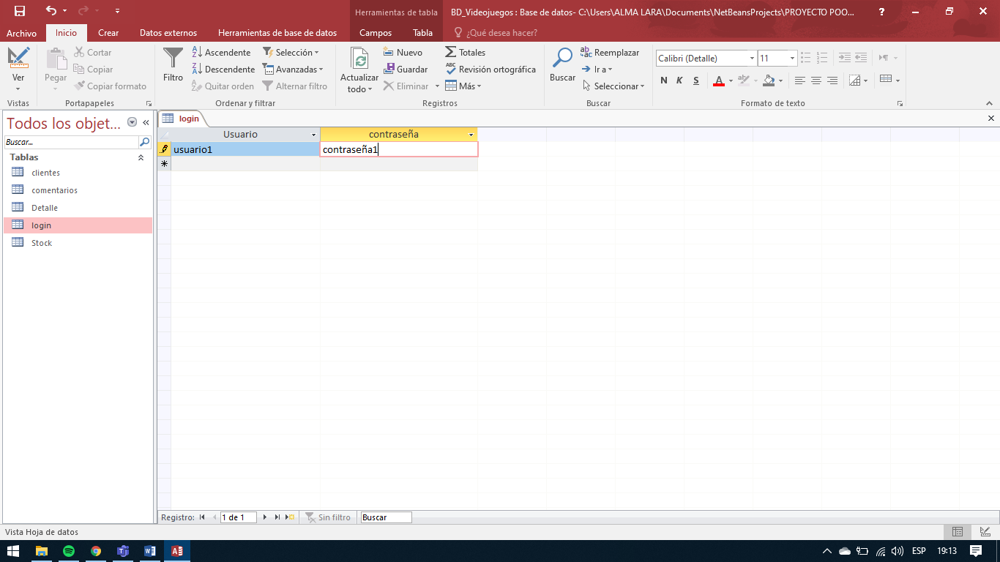 Herramientas de tabla
BD_Videojuegos : Base de datos- C:\Users\ALMA LARA\Documents\NetBeansProjects\PROYECTO POO...
?
Archivo
Inicio
Crear
Datos externos
Herramientas de base de datos
Campos
Tabla
¿Qué desea hacer?
Ver
Vistas
Pegar
Cortar
Copiar
Copiar formato
Portapapeles
Filtro
Ascendente
Descendente
Quitar orden
Selección
Avanzadas
Alternar filtro
Ordenar y filtrar
Actualizar
todo
Nuevo
Guardar
Eliminar
Totales
Revisión ortográfica
Más
Registros
Buscar
Reemplazar
Ir a
Seleccionar
Buscar
Calibri (Detalle)
11
N K S A
Formato de texto
Todos los objet...
Buscar...
Tablas
clientes
comentarios
Detalle
login
Stock
login
Usuario
contraseña
usuario1
contraseña1
Registro:
1 de 1
Sin filtro
Buscar
Vista Hoja de datos
ESP
19:13